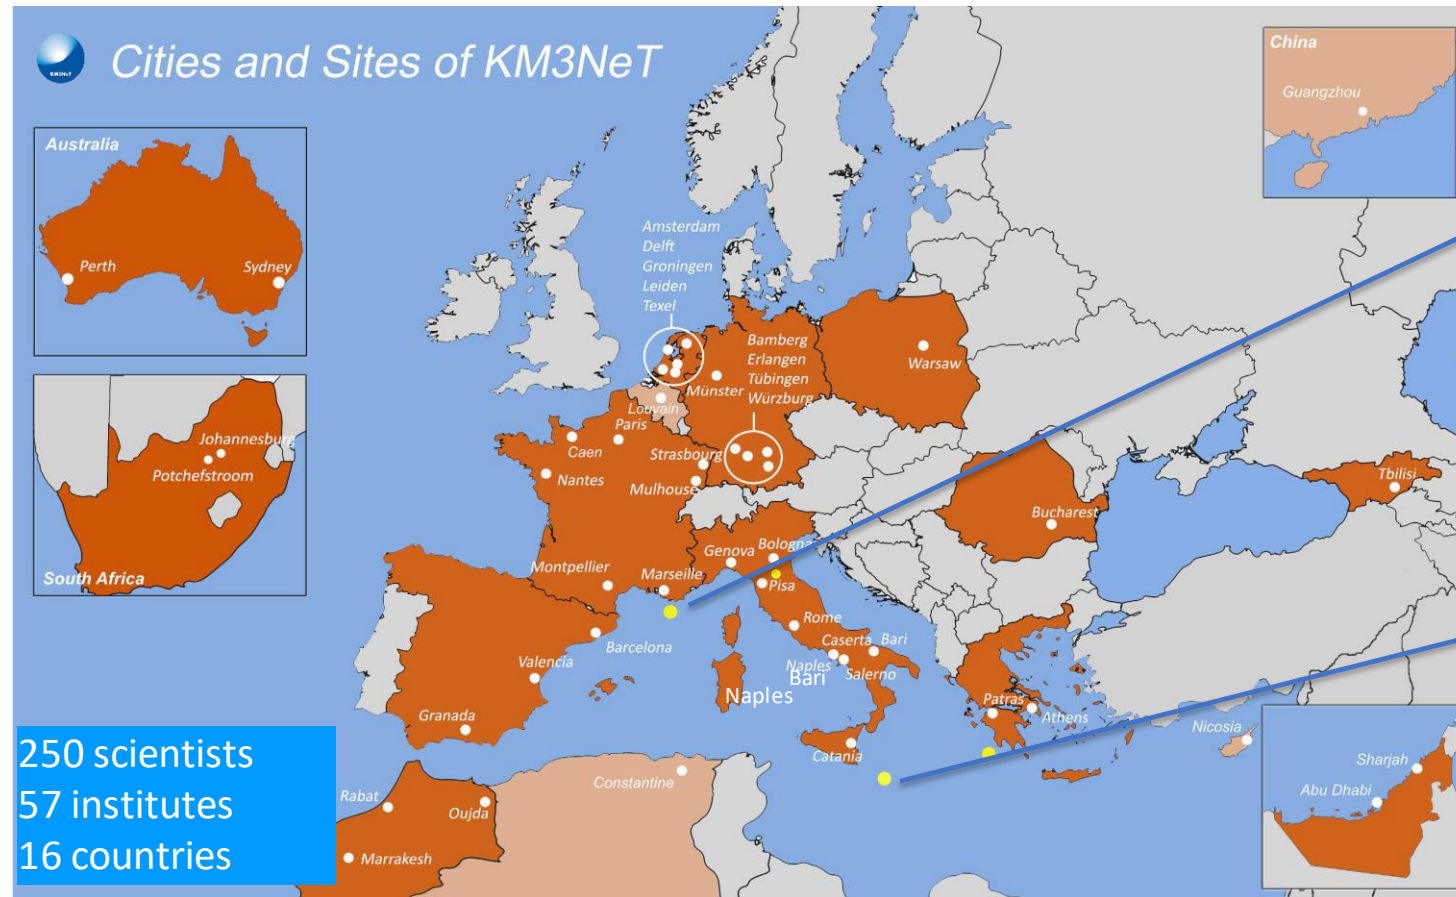 KM3NeT
Cities and Sites of KM3NeT
China
Guangzhou
Australia
Perth
Sydney
Amsterdam
Delft
Groningen
Leiden
Texel
Bamberg
Erlangen
Tübingen
Würzburg
Warsaw
Münster
Louvain
Paris
Caen
Strasbourg
Nantes
Mulhouse
Johannesburg
Potchefstroom
South Africa
Tbilisi
Bucharest
Genova
Bologna
Montpellier
Marseille
Pisa
Rome
Barcelona
Caserta
Bari
Naples
Salerno
Bari
Naples
Valencia
Granada
Patras
Athens
Nicosia
Catania
Constantine
Sharjah
Abu Dhabi
Rabat
Oujda
Marrakesh
250 scientists
57 institutes
16 countries